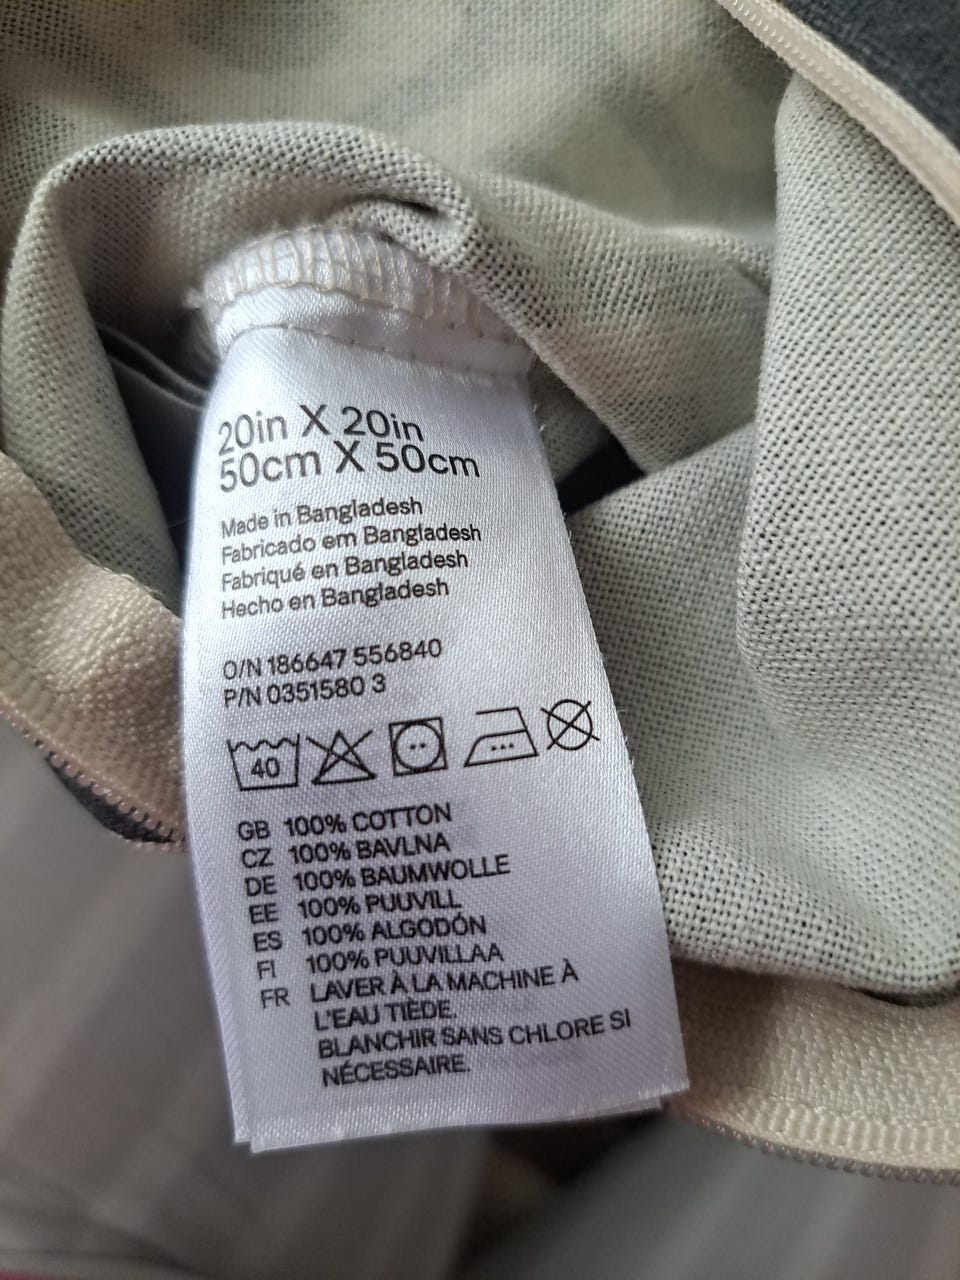 20in X 20in
50cm X 50cm
Made in Bangladesh
Fabricado em Bangladesh
Fabriqué en Bangladesh
Hecho en Bangladesh
O/N 186647 556840
P/N 0351580 3
40
GB 100% COTTON
CZ 100% BAVLNA
DE 100% BAUMWOLLE
EE 100% PUUVILL
ES 100% ALGODÓN
FI 100% PUUVILLAA
FR LAVER À LA MACHINE À
L'EAU TIÈDE.
BLANCHIR SANS CHLORE SI
NÉCESSAIRE.